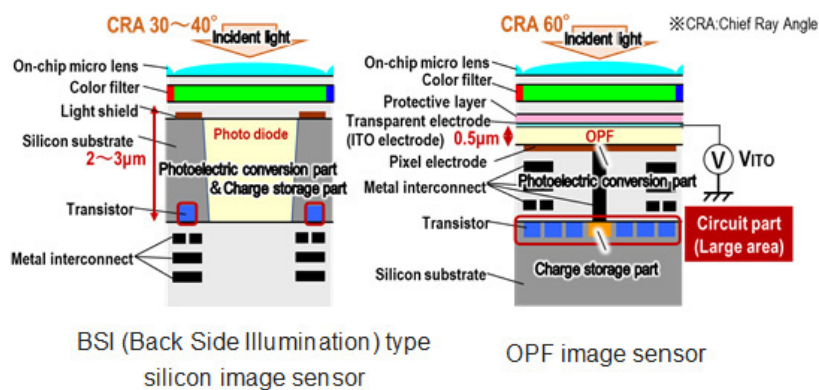 CRA 30～40°
Incident light
On-chip micro lens
Color filter
Light shield
Silicon substrate
2～3μm
Photo diode
Photoelectric conversion part
& Charge storage part
Transistor
Metal interconnect
BSI (Back Side Illumination) type
silicon image sensor
CRA 60°
Incident light
※CRA:Chief Ray Angle
On-chip micro lens
Color filter
Protective layer
Transparent electrode
(ITO electrode)
0.5μm
OPF
V
VITO
Pixel electrode
Photoelectric conversion part
Metal interconnect
Transistor
Circuit part
(Large area)
Charge storage part
Silicon substrate
OPF image sensor